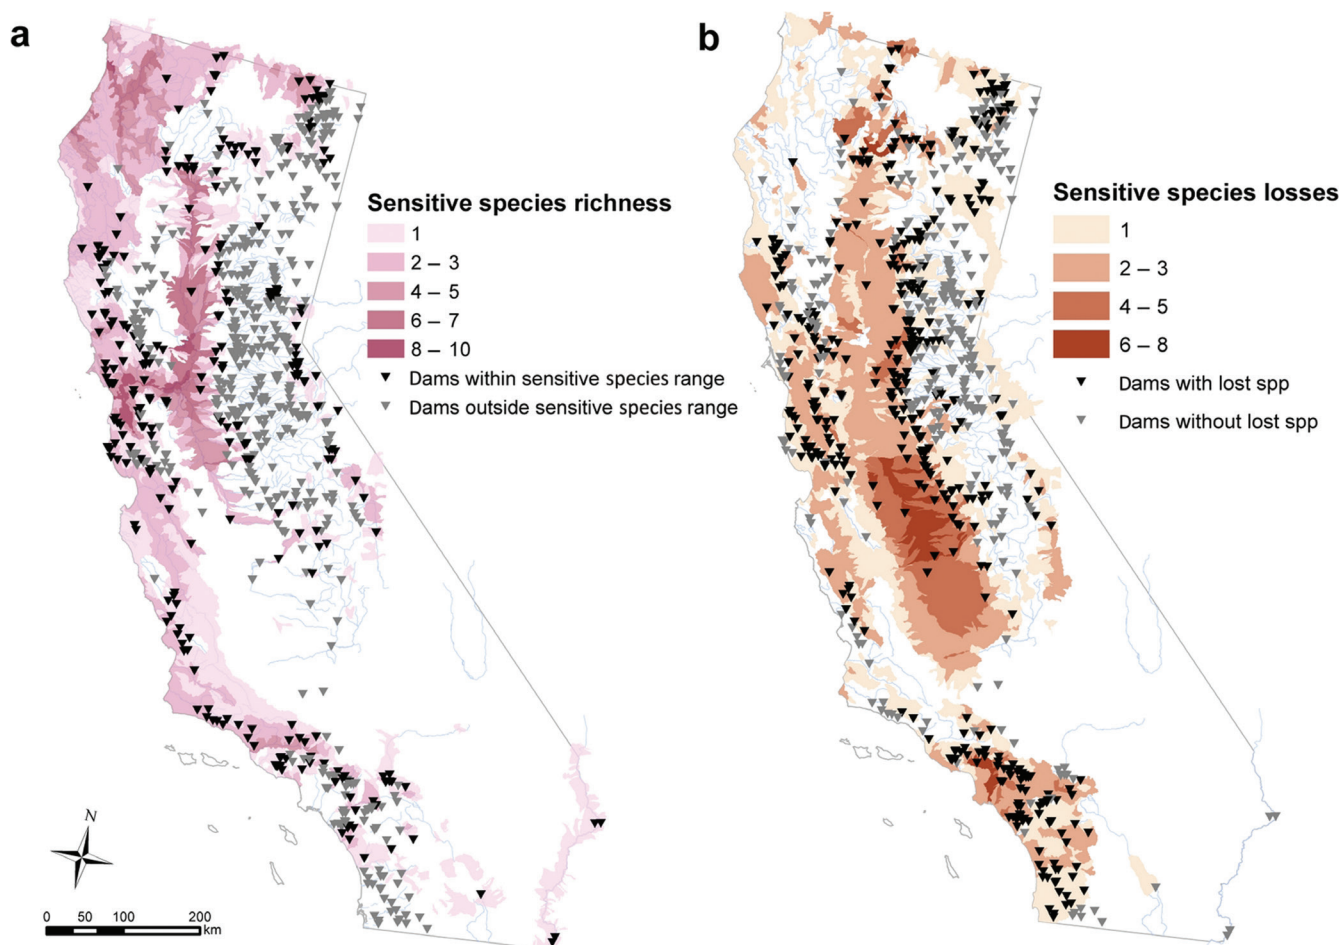 a
Sensitive species richness
1
2 – 3
4 – 5
6 – 7
8 – 10
Dams within sensitive species range
Dams outside sensitive species range
N
0 50 100 200
km
b
Sensitive species losses
1
2 – 3
4 – 5
6 – 8
Dams with lost spp
Dams without lost spp